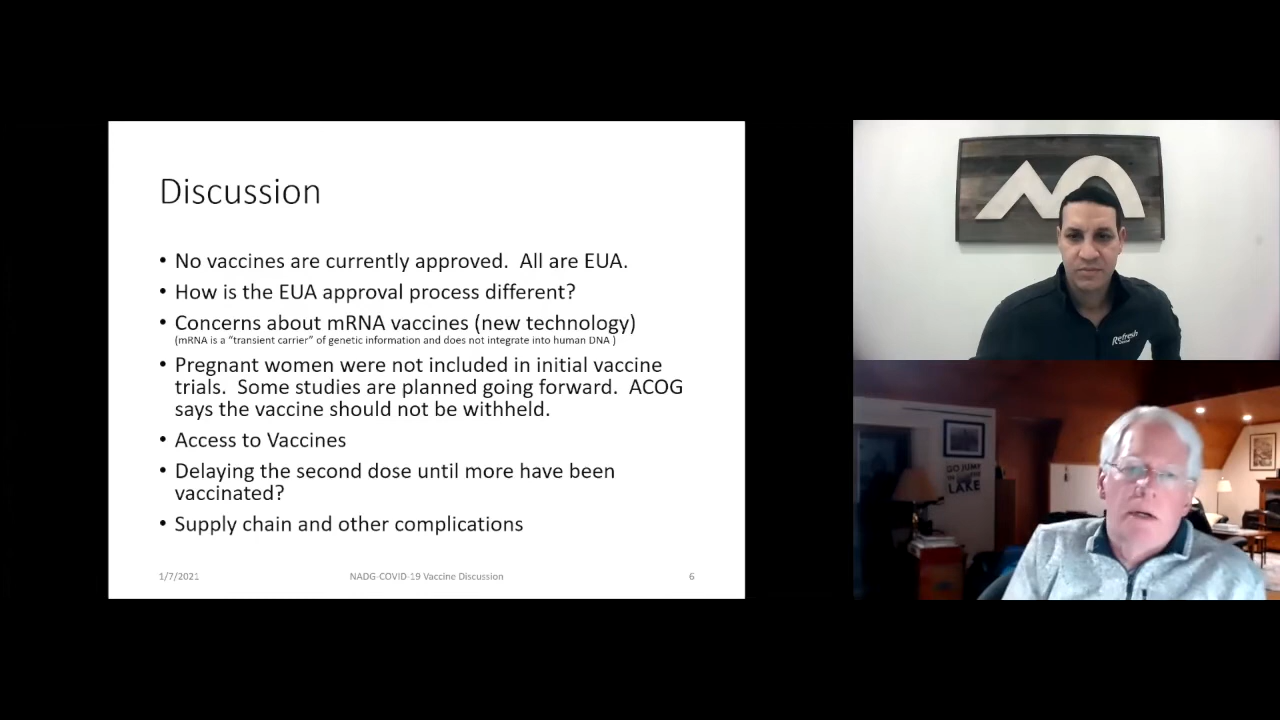 Discussion
• No vaccines are currently approved.  All are EUA.
• How is the EUA approval process different?
• Concerns about mRNA vaccines (new technology)
(mRNA is a “transient carrier” of genetic information and does not integrate into human DNA )
• Pregnant women were not included in initial vaccine
trials.  Some studies are planned going forward.  ACOG
says the vaccine should not be withheld.
• Access to Vaccines
• Delaying the second dose until more have been
vaccinated?
• Supply chain and other complications
1/7/2021
NADG-COVID-19 Vaccine Discussion
6
Refresh
GO JUMP
LAKE